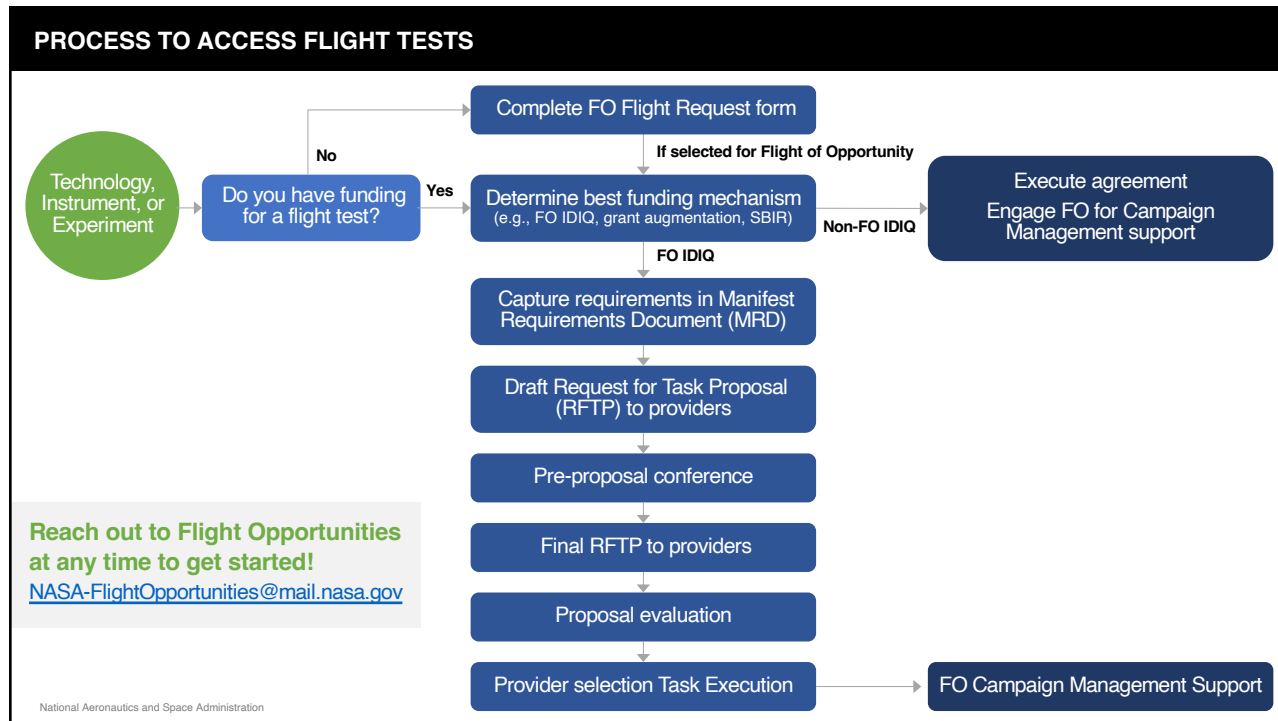 PROCESS TO ACCESS FLIGHT TESTS
Complete FO Flight Request form
No
If selected for Flight of Opportunity
Technology,
Instrument, or
Experiment
Do you have funding
for a flight test?
Yes
Determine best funding mechanism
(e.g., FO IDIQ, grant augmentation, SBIR)
Non-FO IDIQ
Execute agreement
Engage FO for Campaign
Management support
FO IDIQ
Capture requirements in Manifest
Requirements Document (MRD)
Draft Request for Task Proposal
(RFTP) to providers
Pre-proposal conference
Final RFTP to providers
Proposal evaluation
Provider selection Task Execution
FO Campaign Management Support
Reach out to Flight Opportunities
at any time to get started!
NASA-FlightOpportunities@mail.nasa.gov
National Aeronautics and Space Administration